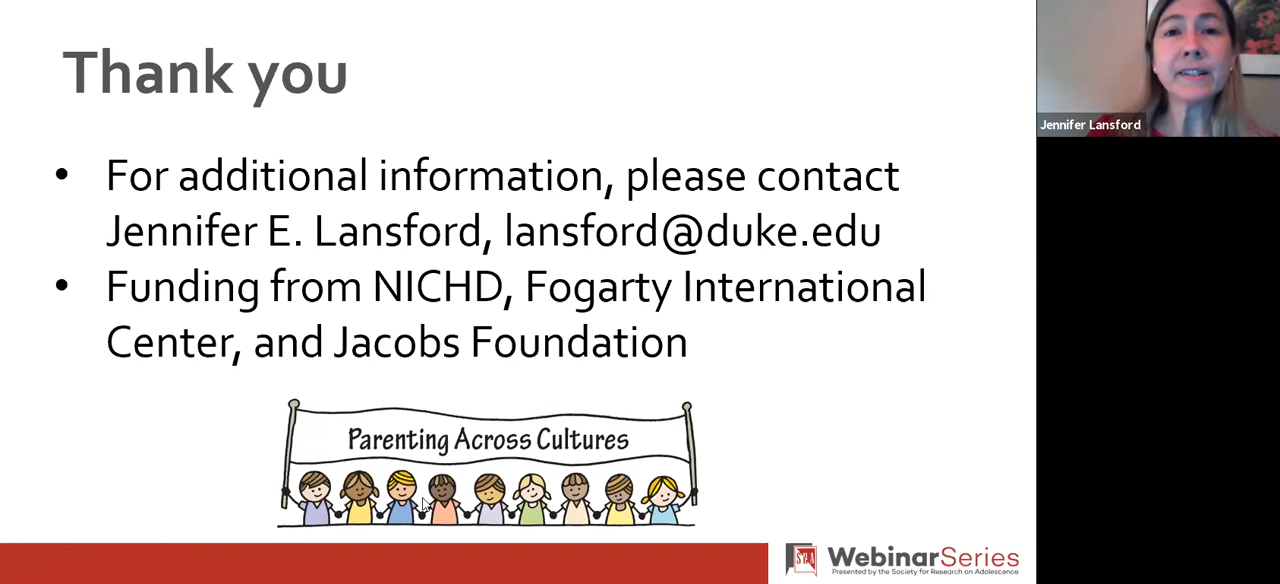 Thank you
• For additional information, please contact
Jennifer E. Lansford, lansford@duke.edu
• Funding from NICHD, Fogarty International
Center, and Jacobs Foundation
Parenting Across Cultures
WebinarSeries
Presented by the Society for Research on Adolescence
Jennifer Lansford